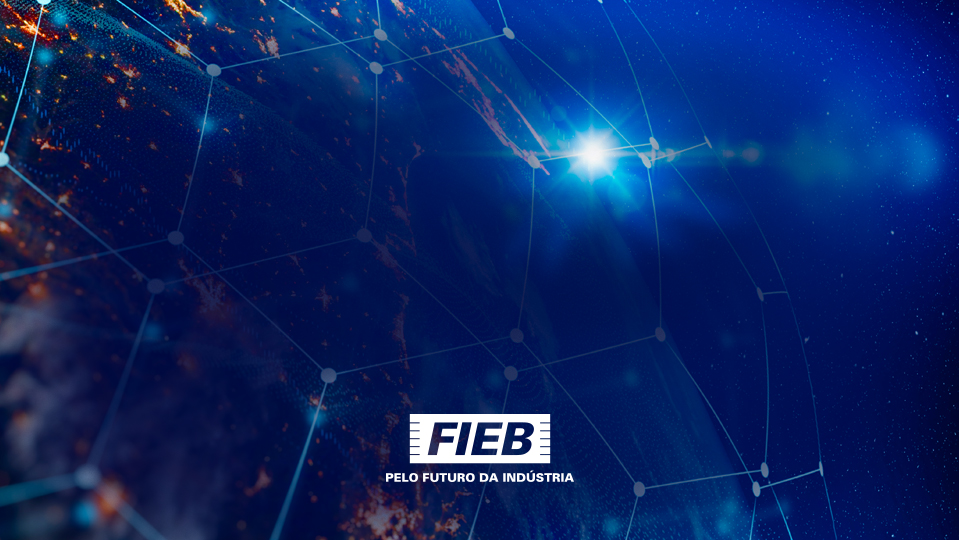 FIEB
PELO FUTURO DA INDÚSTRIA